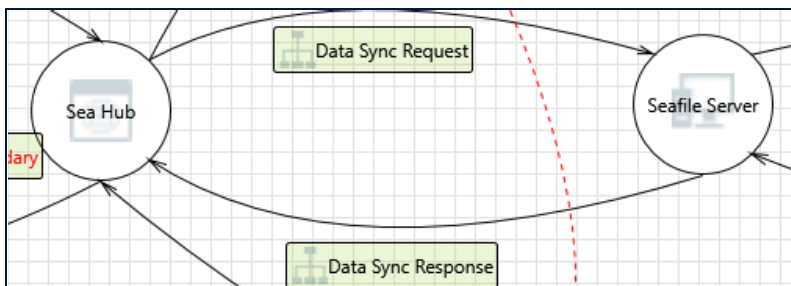 Data Sync Request
Sea Hub
Seafile Server
dary
Data Sync Response